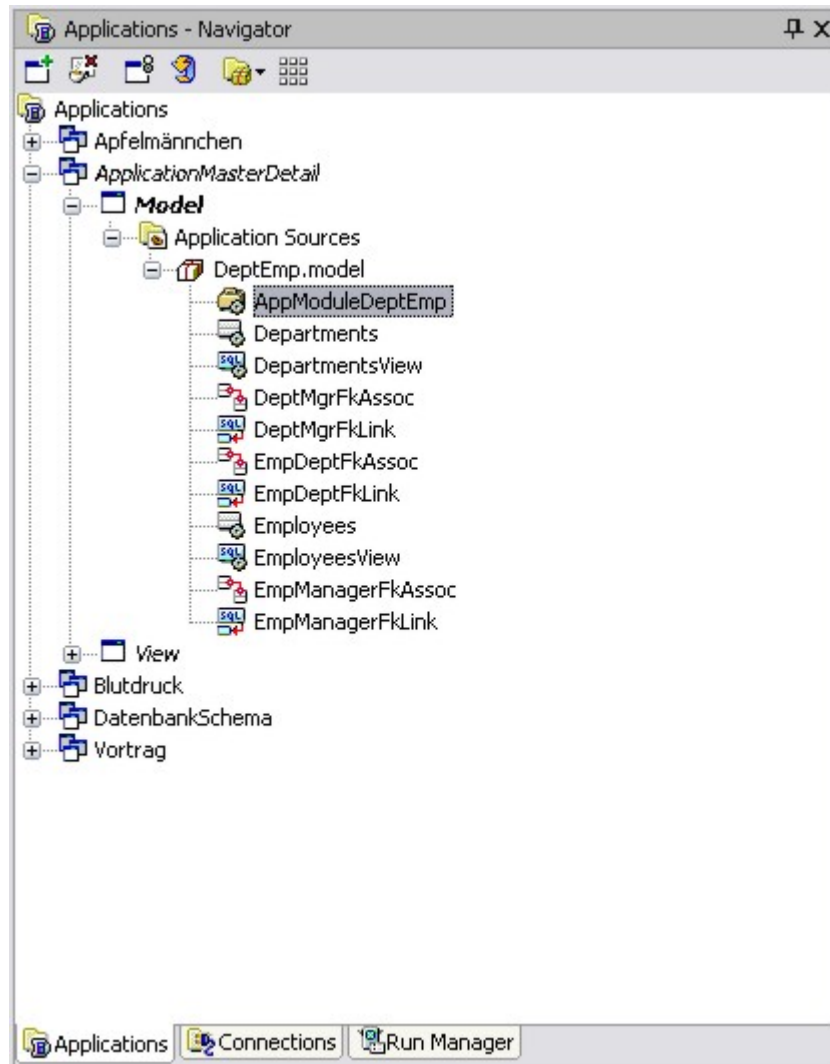 Applications - Navigator
Applications
Apfelmännchen
ApplicationMasterDetail
Model
Application Sources
DeptEmp.model
AppModuleDeptEmp
Departments
DepartmentsView
DeptMgrFkAssoc
DeptMgrFkLink
EmpDeptFkAssoc
EmpDeptFkLink
Employees
EmployeesView
EmpManagerFkAssoc
EmpManagerFkLink
View
Blutdruck
DatenbankSchema
Vortrag
Applications Connections Run Manager